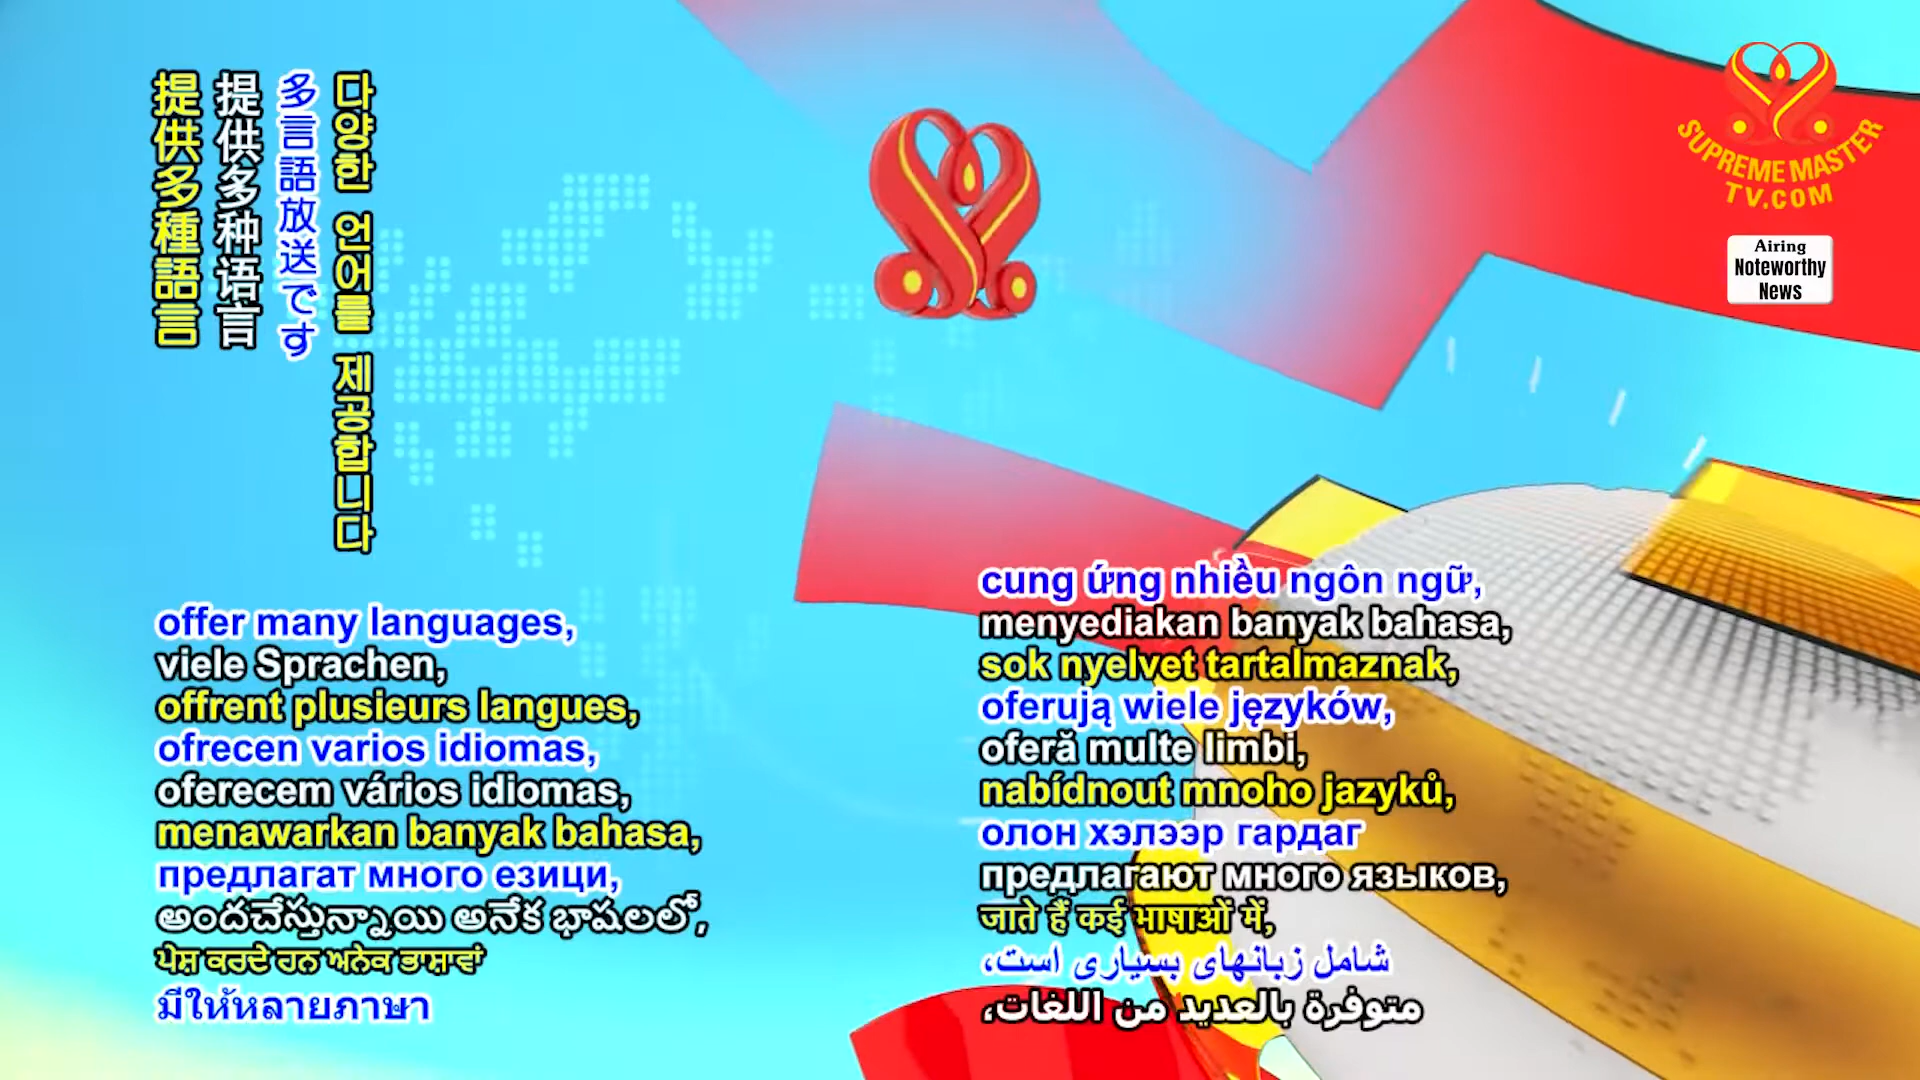 提供多種語言
提供多种语言
多言語放送です
다양한 언어를 제공합니다
offer many languages,
viele Sprachen,
offrent plusieurs langues,
ofrecen varios idiomas,
oferecem vários idiomas,
menawarkan banyak bahasa,
предлагат много езици,
అందచేస్తున్నాయి అనేక భాషలలో,
ਪੇਸ਼ ਕਰਦੇ ਹਨ ਅਨੇਕ ਭਾਸ਼ਾਵਾਂ
มีให้หลายภาษา
cung ứng nhiều ngôn ngữ,
menyediakan banyak bahasa,
sok nyelvet tartalmaznak,
oferują wiele języków,
oferă multe limbi,
nabídnout mnoho jazyků,
олон хэлээр гардаг
предлагают много языков,
जाते हैं कई भाषाओं में,
شامل زبانهای بسیاری است،
متوفرة بالعديد من اللغات،
SUPREME MASTER
TV.COM
Airing
Noteworthy
News